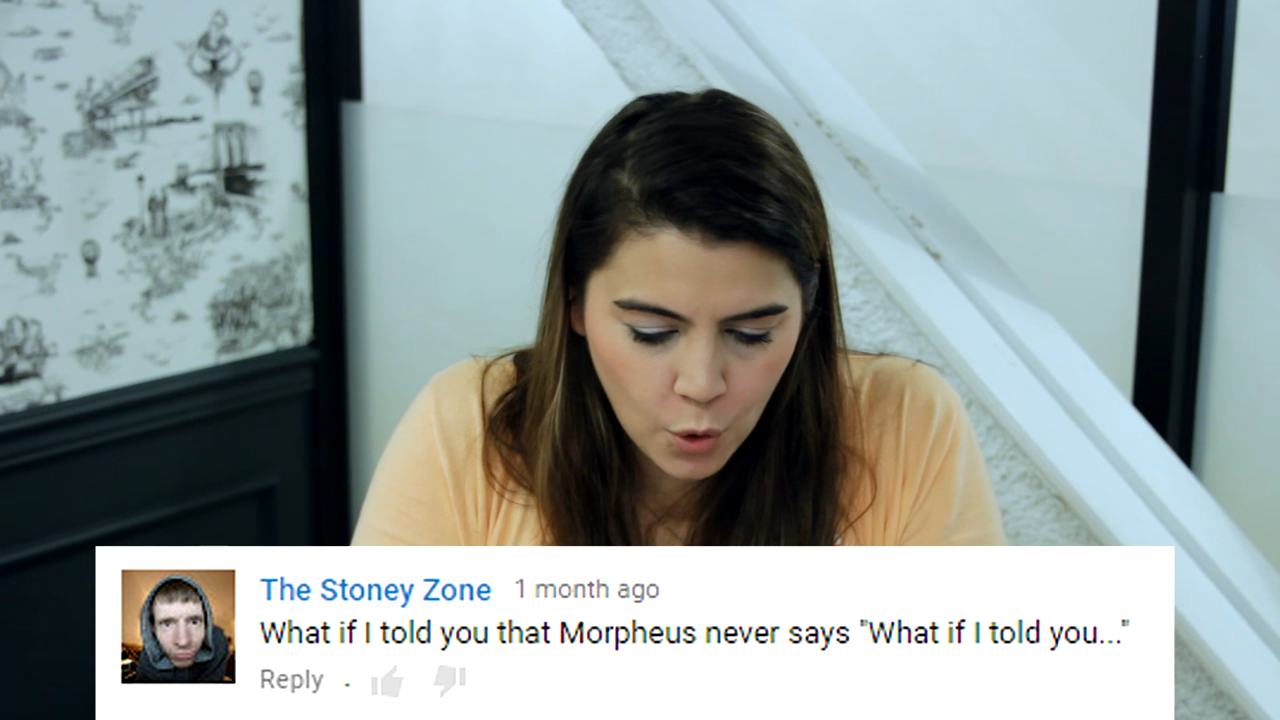 The Stoney Zone 1 month ago
What if I told you that Morpheus never says "What if I told you..."
Reply .